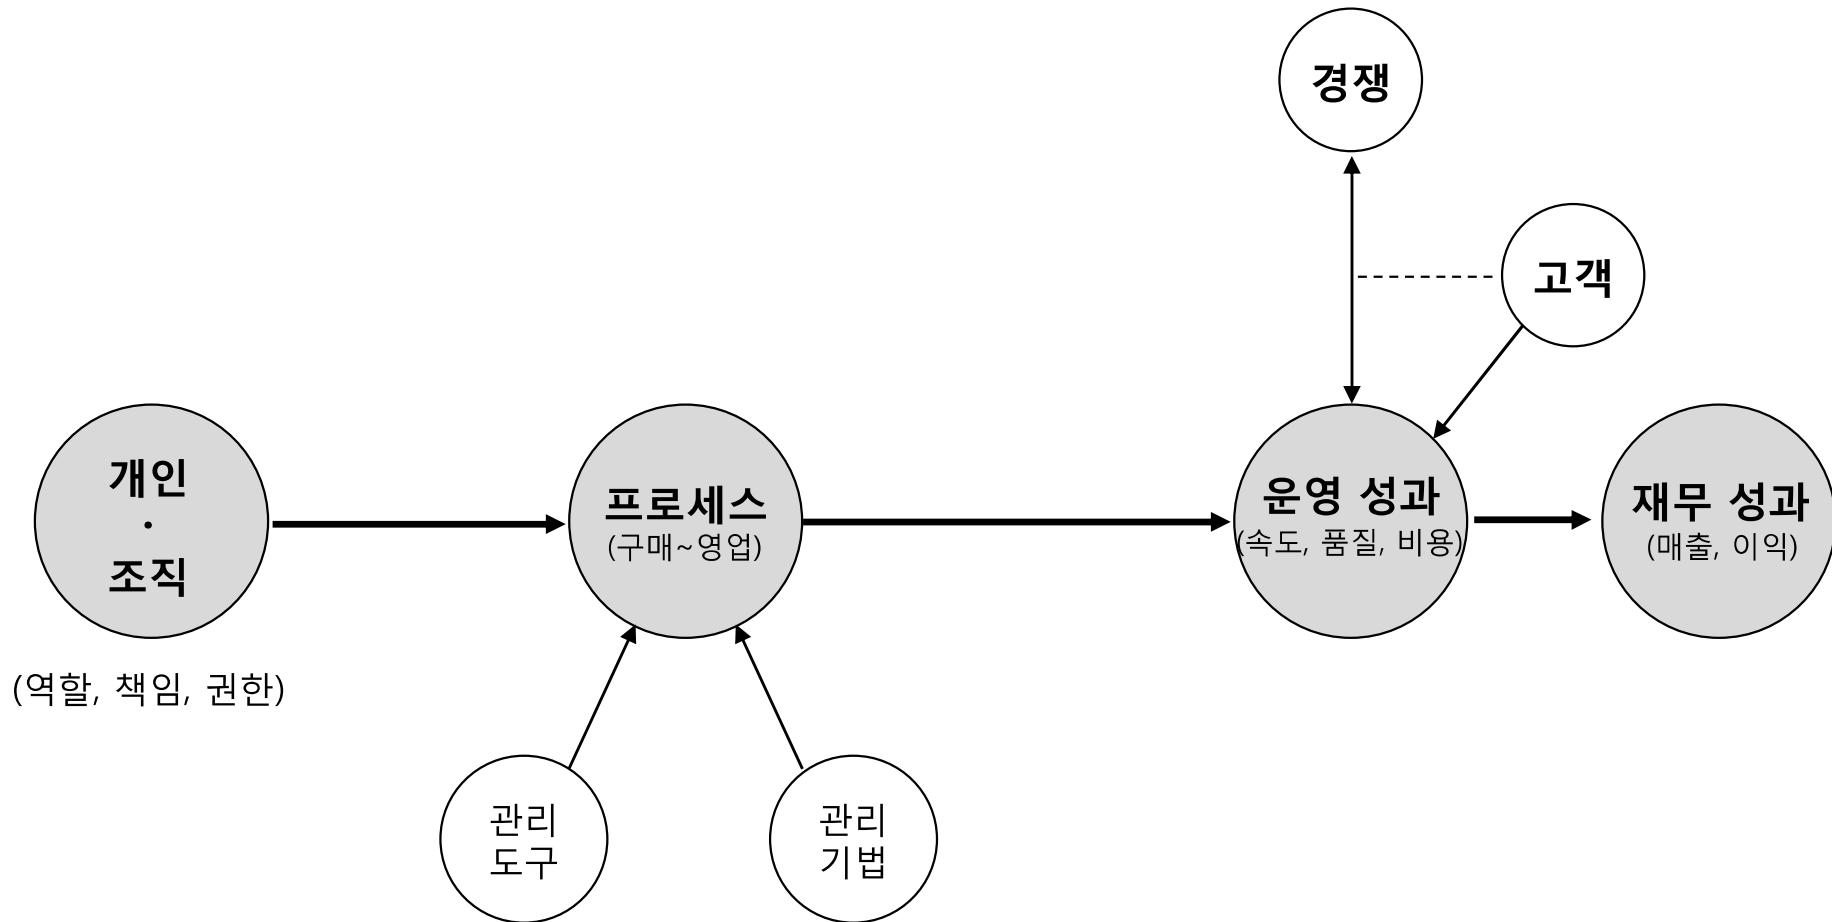 경쟁
고객
개인
·
조직
(역할, 책임, 권한)
프로세스
(구매~영업)
운영 성과
(속도, 품질, 비용)
재무 성과
(매출, 이익)
관리
도구
관리
기법